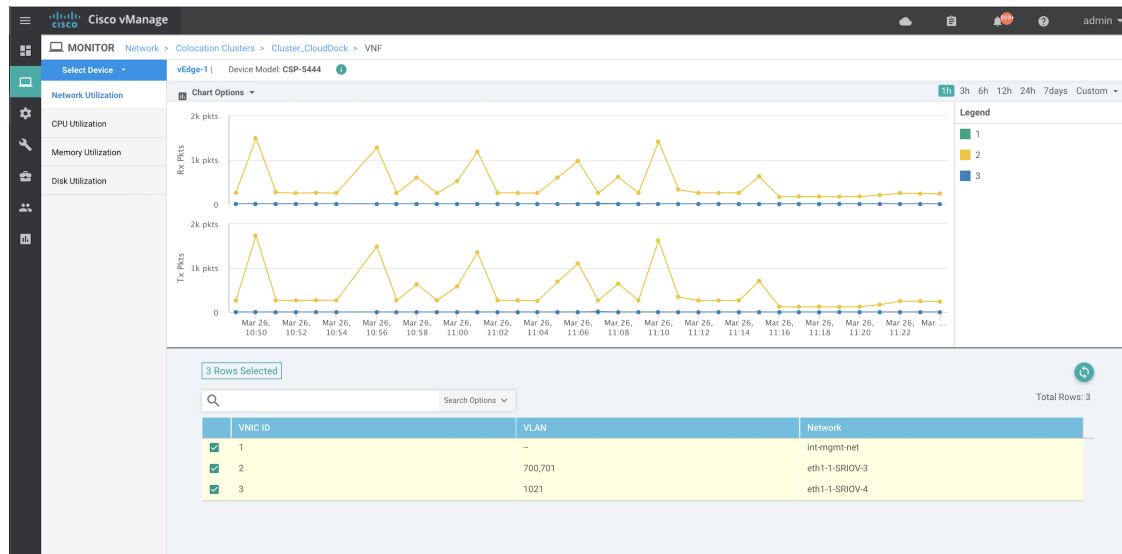 cisco Cisco vManage 999+ admin
MONITOR Network > Colocation Clusters > Cluster_CloudDock > VNF
Select Device vEdge-1 | Device Model: CSP-5444
Network Utilization
CPU Utilization
Memory Utilization
Disk Utilization
Chart Options 1h 3h 6h 12h 24h 7days Custom
2k pkts
1k pkts
0
Rx Pkts
2k pkts
1k pkts
0
Tx Pkts
Mar 26, Mar 26, Mar 26, Mar 26, Mar 26, Mar 26, Mar 26, Mar 26, Mar 26, Mar 26, Mar 26, Mar 26, Mar 26, Mar 26, Mar 26, Mar 26, Mar 26, Mar ...
10:50 10:52 10:54 10:56 10:58 11:00 11:02 11:04 11:06 11:08 11:10 11:12 11:14 11:16 11:18 11:20 11:22
Legend
1
2
3
3 Rows Selected
Search Options
Total Rows: 3
VNIC ID VLAN Network
1 -- int-mgmt-net
2 700,701 eth1-1-SRIOV-3
3 1021 eth1-1-SRIOV-4